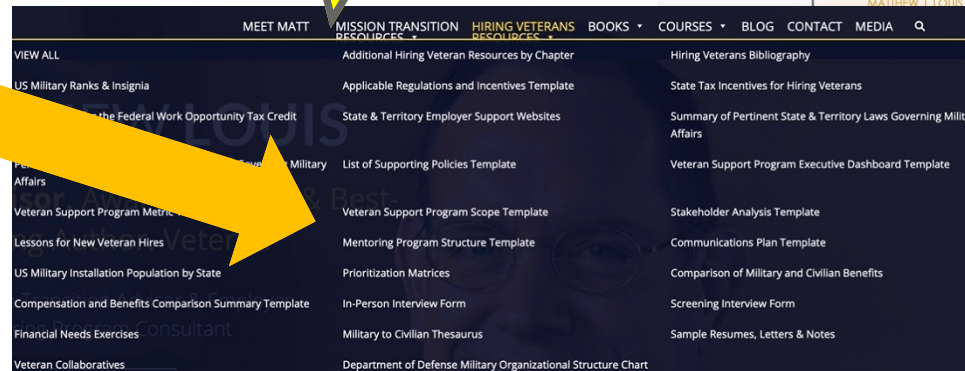 MATTHEW J. LOUIS
MEET MATT MISSION TRANSITION HIRING VETERANS BOOKS COURSES BLOG CONTACT MEDIA
RESOURCES RESOURCES
VIEW ALL Additional Hiring Veteran Resources by Chapter Hiring Veterans Bibliography
US Military Ranks & Insignia Applicable Regulations and Incentives Template State Tax Incentives for Hiring Veterans
the Federal Work Opportunity Tax Credit State & Territory Employer Support Websites Summary of Pertinent State & Territory Laws Governing Milit
Affairs
Military List of Supporting Policies Template Veteran Support Program Executive Dashboard Template
Affairs
Veteran Support Program Metric Veteran Support Program Scope Template Stakeholder Analysis Template
Lessons for New Veteran Hires Mentoring Program Structure Template Communications Plan Template
US Military Installation Population by State Prioritization Matrices Comparison of Military and Civilian Benefits
Compensation and Benefits Comparison Summary Template In-Person Interview Form Screening Interview Form
Financial Needs Exercises Military to Civilian Thesaurus Sample Resumes, Letters & Notes
Veteran Collaboratives Department of Defense Military Organizational Structure Chart